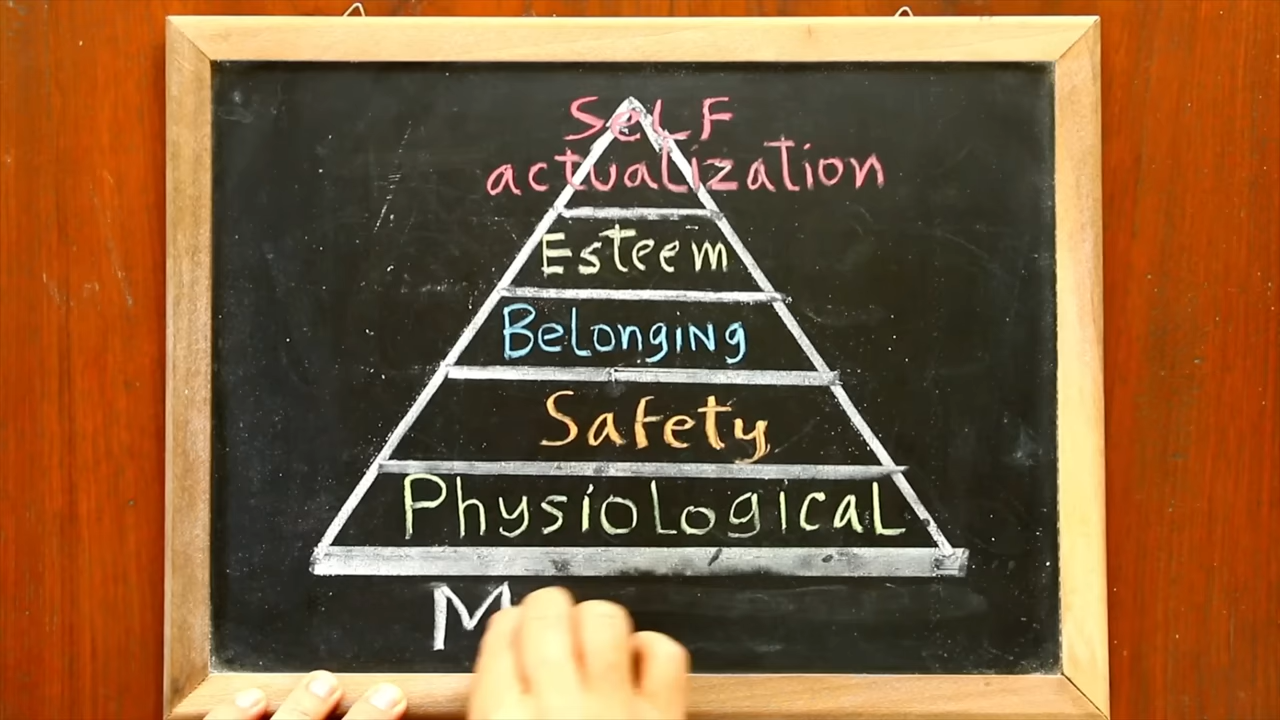 SeLF
actualization
Esteem
Belonging
Safety
Physiological
M